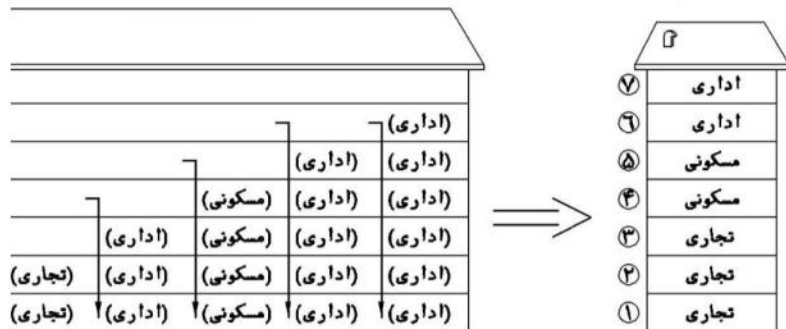 اداری ۷
اداری ۶
مسکونی ۵
مسکونی ۴
تجاری ۳
تجاری ۲
تجاری ۱
(اداری)
(اداری) (اداری)
(اداری) (اداری) (مسکونی)
(اداری) (اداری) (مسکونی) (اداری)
(اداری) (اداری) (مسکونی) (اداری) (تجاری)
(اداری) (اداری) (مسکونی) (اداری) (تجاری)